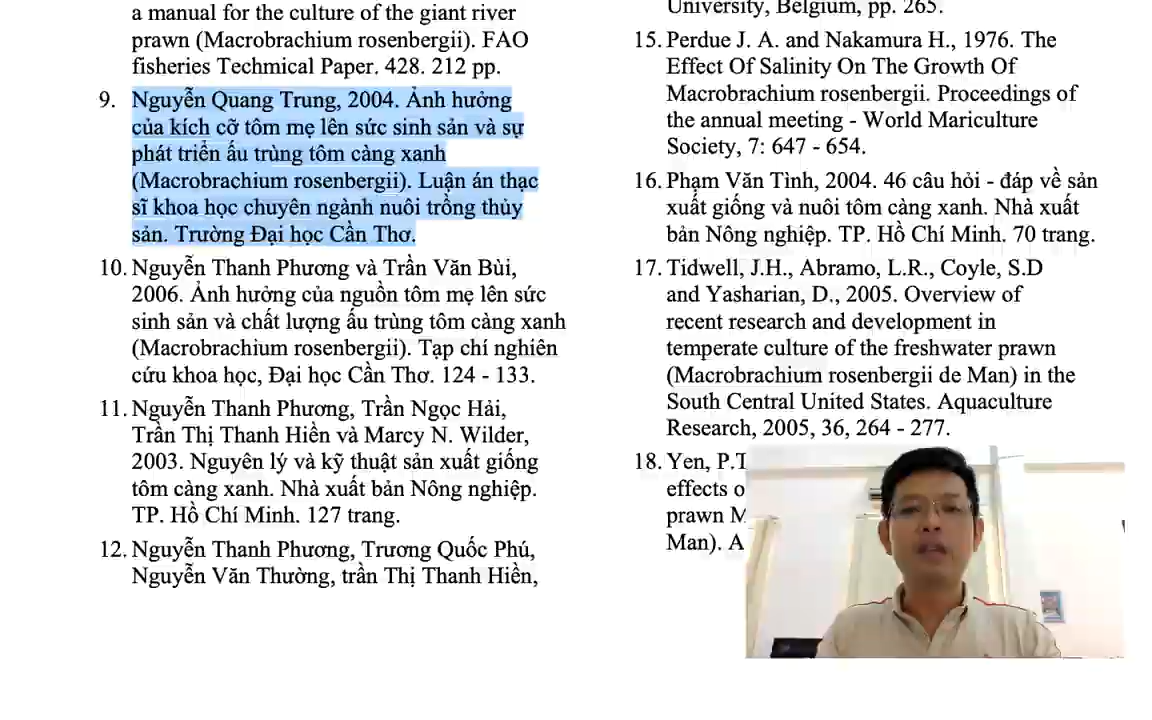 a manual for the culture of the giant river
prawn (Macrobrachium rosenbergii). FAO
fisheries Techmical Paper. 428. 212 pp.
9. Nguyễn Quang Trung, 2004. Ảnh hưởng
của kích cỡ tôm mẹ lên sức sinh sản và sự
phát triển ấu trùng tôm càng xanh
(Macrobrachium rosenbergii). Luận án thạc
sĩ khoa học chuyên ngành nuôi trồng thủy
sản. Trường Đại học Cần Thơ.
10. Nguyễn Thanh Phương và Trần Văn Bùi,
2006. Ảnh hưởng của nguồn tôm mẹ lên sức
sinh sản và chất lượng ấu trùng tôm càng xanh
(Macrobrachium rosenbergii). Tạp chí nghiên
cứu khoa học, Đại học Cần Thơ. 124 - 133.
11. Nguyễn Thanh Phương, Trần Ngọc Hải,
Trần Thị Thanh Hiền và Marcy N. Wilder,
2003. Nguyên lý và kỹ thuật sản xuất giống
tôm càng xanh. Nhà xuất bản Nông nghiệp.
TP. Hồ Chí Minh. 127 trang.
12. Nguyễn Thanh Phương, Trương Quốc Phú,
Nguyễn Văn Thường, trần Thị Thanh Hiền,
University, Belgium, pp. 265.
15. Perdue J. A. and Nakamura H., 1976. The
Effect Of Salinity On The Growth Of
Macrobrachium rosenbergii. Proceedings of
the annual meeting - World Mariculture
Society, 7: 647 - 654.
16. Phạm Văn Tình, 2004. 46 câu hỏi - đáp về sản
xuất giống và nuôi tôm càng xanh. Nhà xuất
bản Nông nghiệp. TP. Hồ Chí Minh. 70 trang.
17. Tidwell, J.H., Abramo, L.R., Coyle, S.D
and Yasharian, D., 2005. Overview of
recent research and development in
temperate culture of the freshwater prawn
(Macrobrachium rosenbergii de Man) in the
South Central United States. Aquaculture
Research, 2005, 36, 264 - 277.
18. Yen, P.T
effects o
prawn M
Man). A